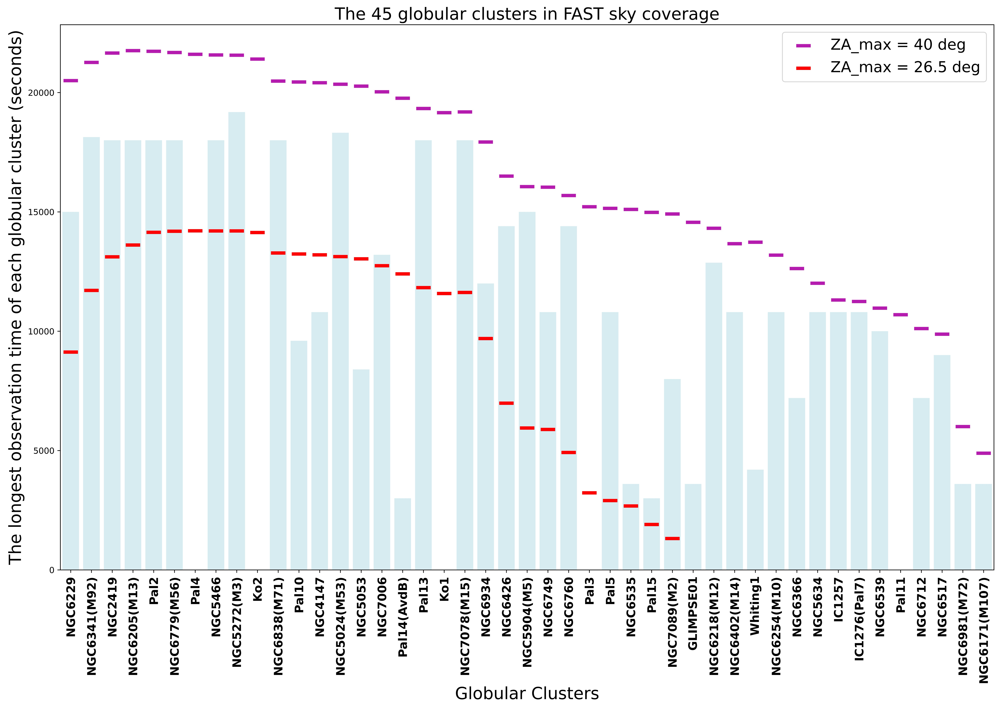 The 45 globular clusters in FAST sky coverage
The longest observation time of each globular cluster (seconds)
20000
15000
10000
5000
0
ZA_max = 40 deg
ZA_max = 26.5 deg
NGC6229
NGC6341(M92)
NGC2419
NGC6205(M13)
Pal2
NGC6779(M56)
Pal4
NGC5466
NGC5272(M3)
Ko2
NGC6838(M71)
Pal10
NGC4147
NGC5024(M53)
NGC5053
NGC7006
Pal14(AvdB)
Pal13
Ko1
NGC7078(M15)
NGC6934
NGC6426
NGC5904(M5)
NGC6749
NGC6760
Pal3
Pal5
NGC6535
Pal15
NGC7089(M2)
GLIMPSE01
NGC6218(M12)
NGC6402(M14)
Whiting1
NGC6254(M10)
NGC6366
NGC5634
IC1257
IC1276(Pal7)
NGC6539
Pal11
NGC6712
NGC6517
NGC6981(M72)
NGC6171(M107)
Globular Clusters